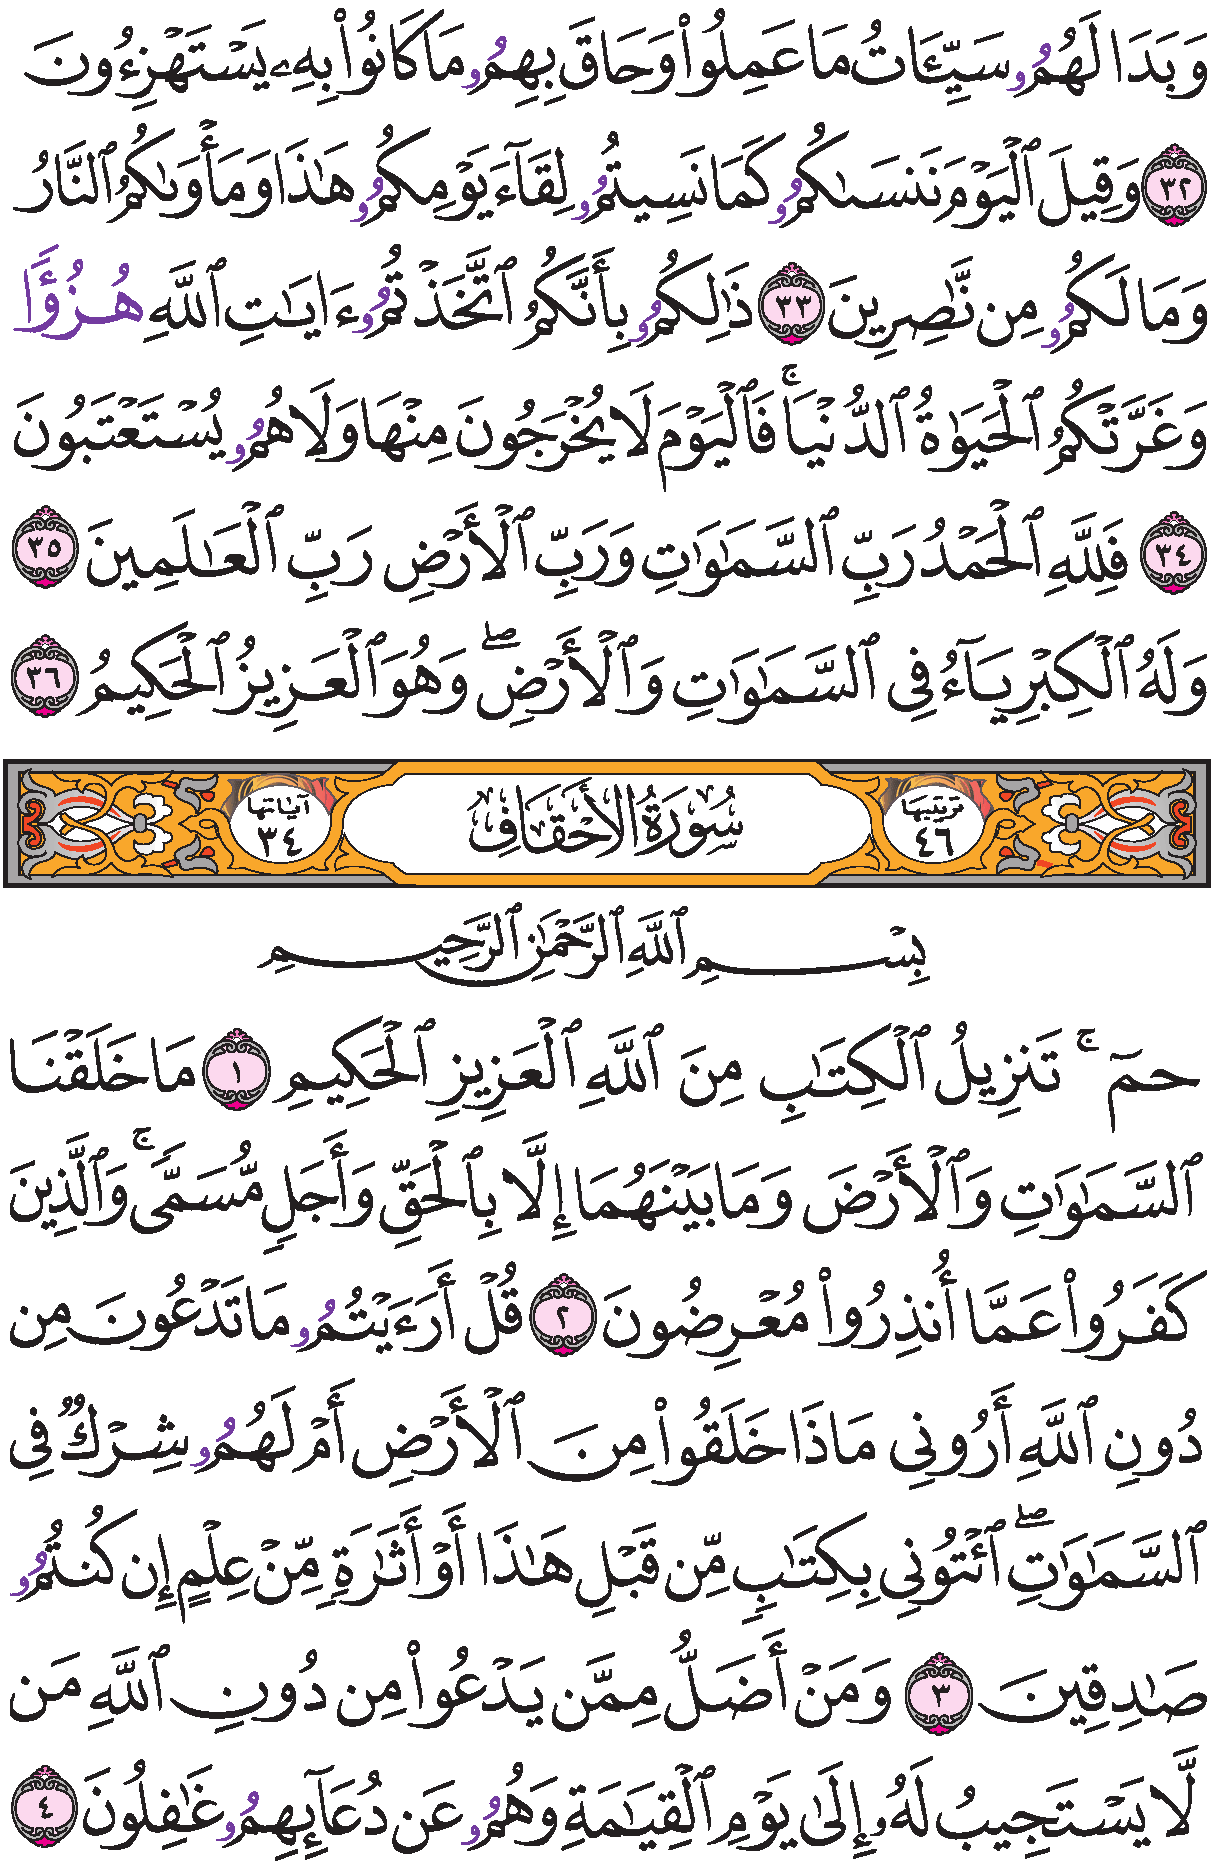 وَبَدَا لَهُمُۥ سَيِّـَٔاتُ مَا عَمِلُواْ وَحَاقَ بِهِمُۥ مَا كَانُواْ بِهِۦ يَسْتَهْزِءُونَ
٣٢ وَقِيلَ ٱلْيَوْمَ نَنسَىٰكُمُۥ كَمَا نَسِيتُمُۥ لِقَآءَ يَوْمِكُمُۥ هَٰذَا وَمَأْوَىٰكُمُ ٱلنَّارُ
وَمَا لَكُمُۥ مِن نَّٰصِرِينَ ٣٣ ذَٰلِكُمُۥ بِأَنَّكُمُ ٱتَّخَذتُّمُۥ ءَايَٰتِ ٱللَّهِ هُزُؤًا
وَغَرَّتْكُمُ ٱلْحَيَوٰةُ ٱلدُّنْيَا ۚ فَٱلْيَوْمَ لَا يُخْرَجُونَ مِنْهَا وَلَا هُمُۥ يُسْتَعْتَبُونَ
٣٤ فَلِلَّهِ ٱلْحَمْدُ رَبِّ ٱلسَّمَٰوَٰتِ وَرَبِّ ٱلْأَرْضِ رَبِّ ٱلْعَٰلَمِينَ ٣٥
وَلَهُ ٱلْكِبْرِيَآءُ فِي ٱلسَّمَٰوَٰتِ وَٱلْأَرْضِ ۖ وَهُوَ ٱلْعَزِيزُ ٱلْحَكِيمُ ٣٦
ترتيبها ٤٦ سُورَةُ الأَحْقَافِ آياتها ٣٤
بِسْمِ ٱللَّهِ ٱلرَّحْمَٰنِ ٱلرَّحِيمِ
حمٓ ۚ تَنزِيلُ ٱلْكِتَٰبِ مِنَ ٱللَّهِ ٱلْعَزِيزِ ٱلْحَكِيمِ ١ مَا خَلَقْنَا
ٱلسَّمَٰوَٰتِ وَٱلْأَرْضَ وَمَا بَيْنَهُمَا إِلَّا بِٱلْحَقِّ وَأَجَلٍ مُّسَمًّى ۚ وَٱلَّذِينَ
كَفَرُواْ عَمَّا أُنذِرُواْ مُعْرِضُونَ ٢ قُلْ أَرَءَيْتُمُۥ مَا تَدْعُونَ مِن
دُونِ ٱللَّهِ أَرُونِي مَاذَا خَلَقُواْ مِنَ ٱلْأَرْضِ أَمْ لَهُمُۥ شِرْكٌ فِي
ٱلسَّمَٰوَٰتِ ۖ ٱئْتُونِي بِكِتَٰبٍ مِّن قَبْلِ هَٰذَا أَوْ أَثَٰرَةٍ مِّنْ عِلْمٍ إِن كُنتُمُۥ
صَٰدِقِينَ ٣ وَمَنْ أَضَلُّ مِمَّن يَدْعُواْ مِن دُونِ ٱللَّهِ مَن
لَّا يَسْتَجِيبُ لَهُۥ إِلَىٰ يَوْمِ ٱلْقِيَٰمَةِ وَهُمُۥ عَن دُعَآئِهِمُۥ غَٰفِلُونَ ٤